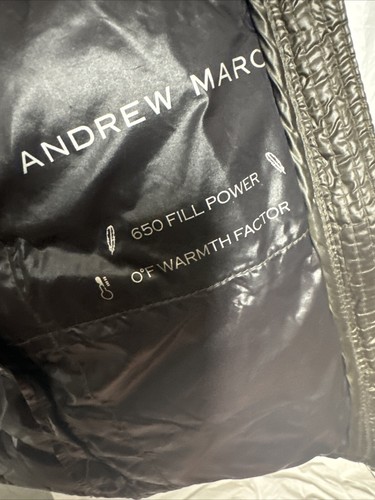 ANDREW MARC
650 FILL POWER
0°F WARMTH FACTOR